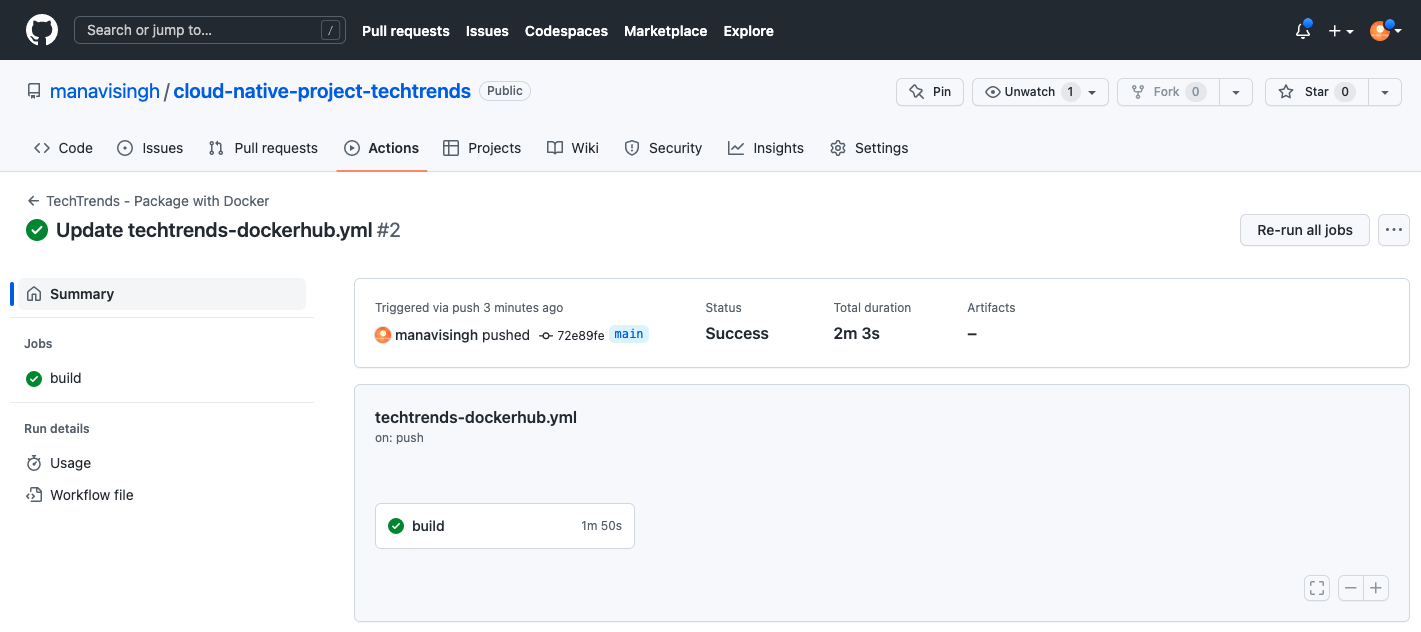 Search or jump to... / Pull requests Issues Codespaces Marketplace Explore
manavisingh / cloud-native-project-techtrends Public Pin Unwatch 1 Fork 0 Star 0
Code Issues Pull requests Actions Projects Wiki Security Insights Settings
← TechTrends - Package with Docker
Update techtrends-dockerhub.yml #2 Re-run all jobs ...
Summary
Jobs
build
Run details
Usage
Workflow file
Triggered via push 3 minutes ago Status Total duration Artifacts
manavisingh pushed 72e89fe main Success 2m 3s –
techtrends-dockerhub.yml
on: push
build 1m 50s